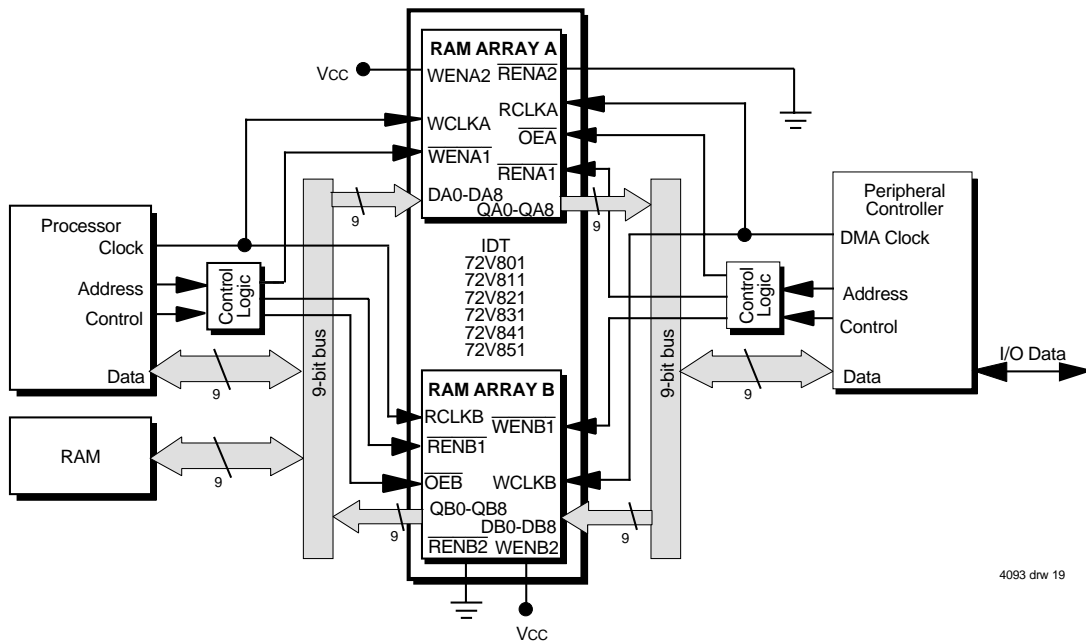 RAM ARRAY A
VCC
WENA2
RENA2
RCLKA
WCLKA
OEA
WENA1
RENA1
DA0-DA8
QA0-QA8
9
9
Processor
Clock
Address
Control
Data
9
Control
Logic
9-bit bus
IDT
72V801
72V811
72V821
72V831
72V841
72V851
9-bit bus
Control
Logic
Peripheral
Controller
DMA Clock
Address
Control
Data
9
I/O Data
RAM
9
RAM ARRAY B
RCLKB
WENB1
RENB1
OEB
WCLKB
QB0-QB8
DB0-DB8
9
9
RENB2
WENB2
VCC
4093 drw 19